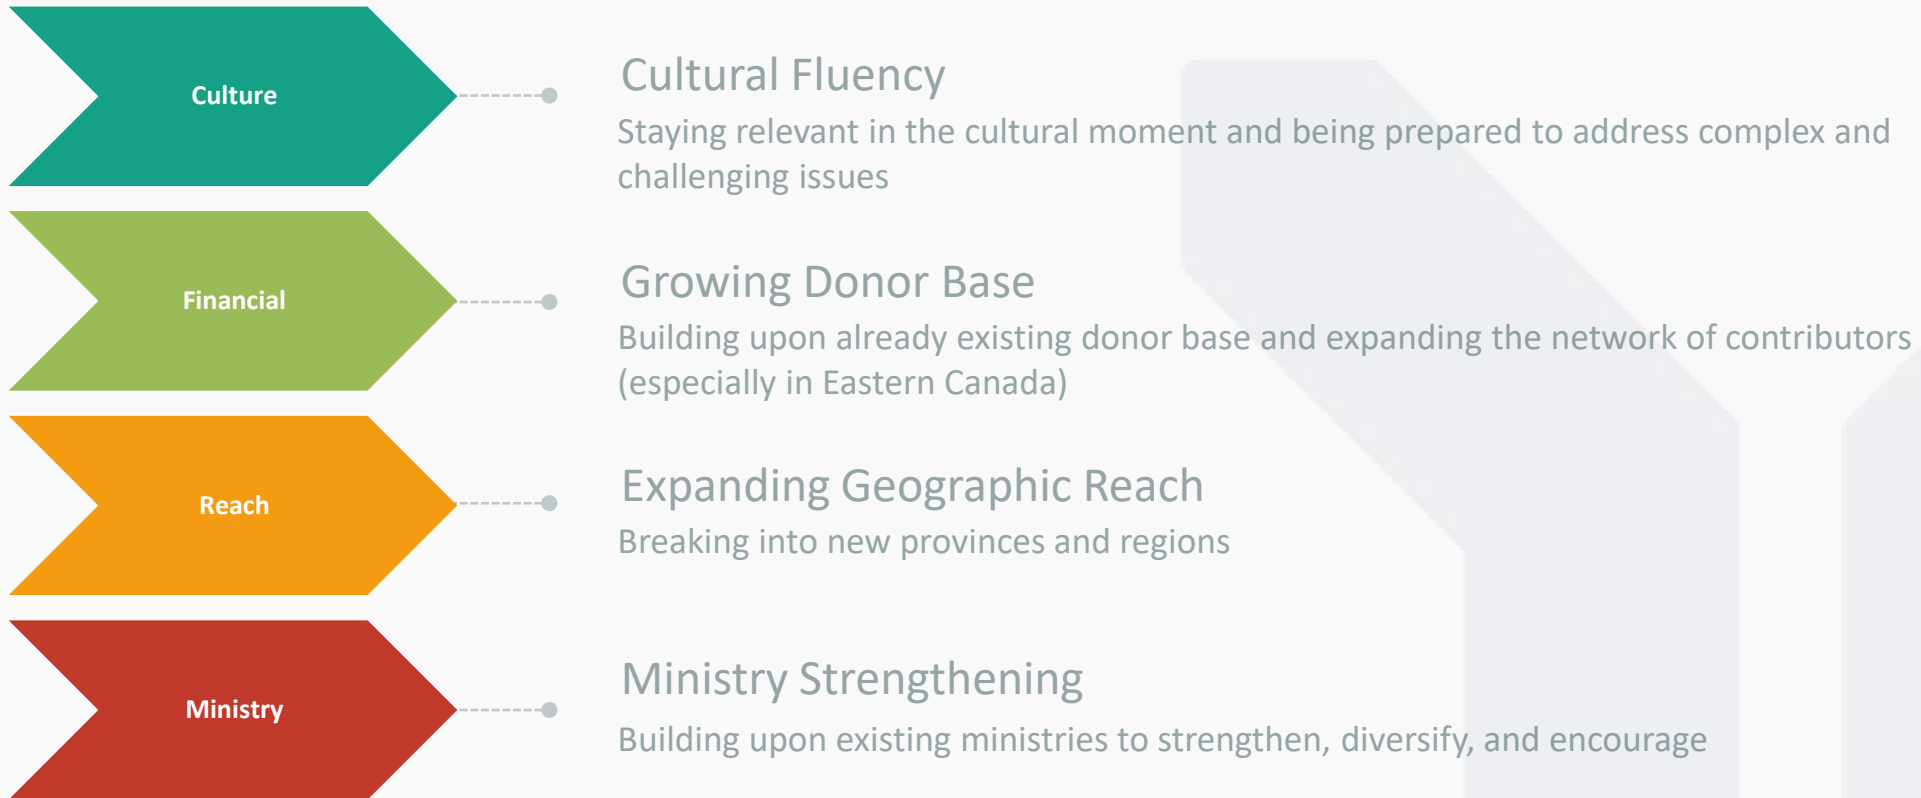 Culture
Cultural Fluency
Staying relevant in the cultural moment and being prepared to address complex and
challenging issues
Financial
Growing Donor Base
Building upon already existing donor base and expanding the network of contributors
(especially in Eastern Canada)
Reach
Expanding Geographic Reach
Breaking into new provinces and regions
Ministry
Ministry Strengthening
Building upon existing ministries to strengthen, diversify, and encourage